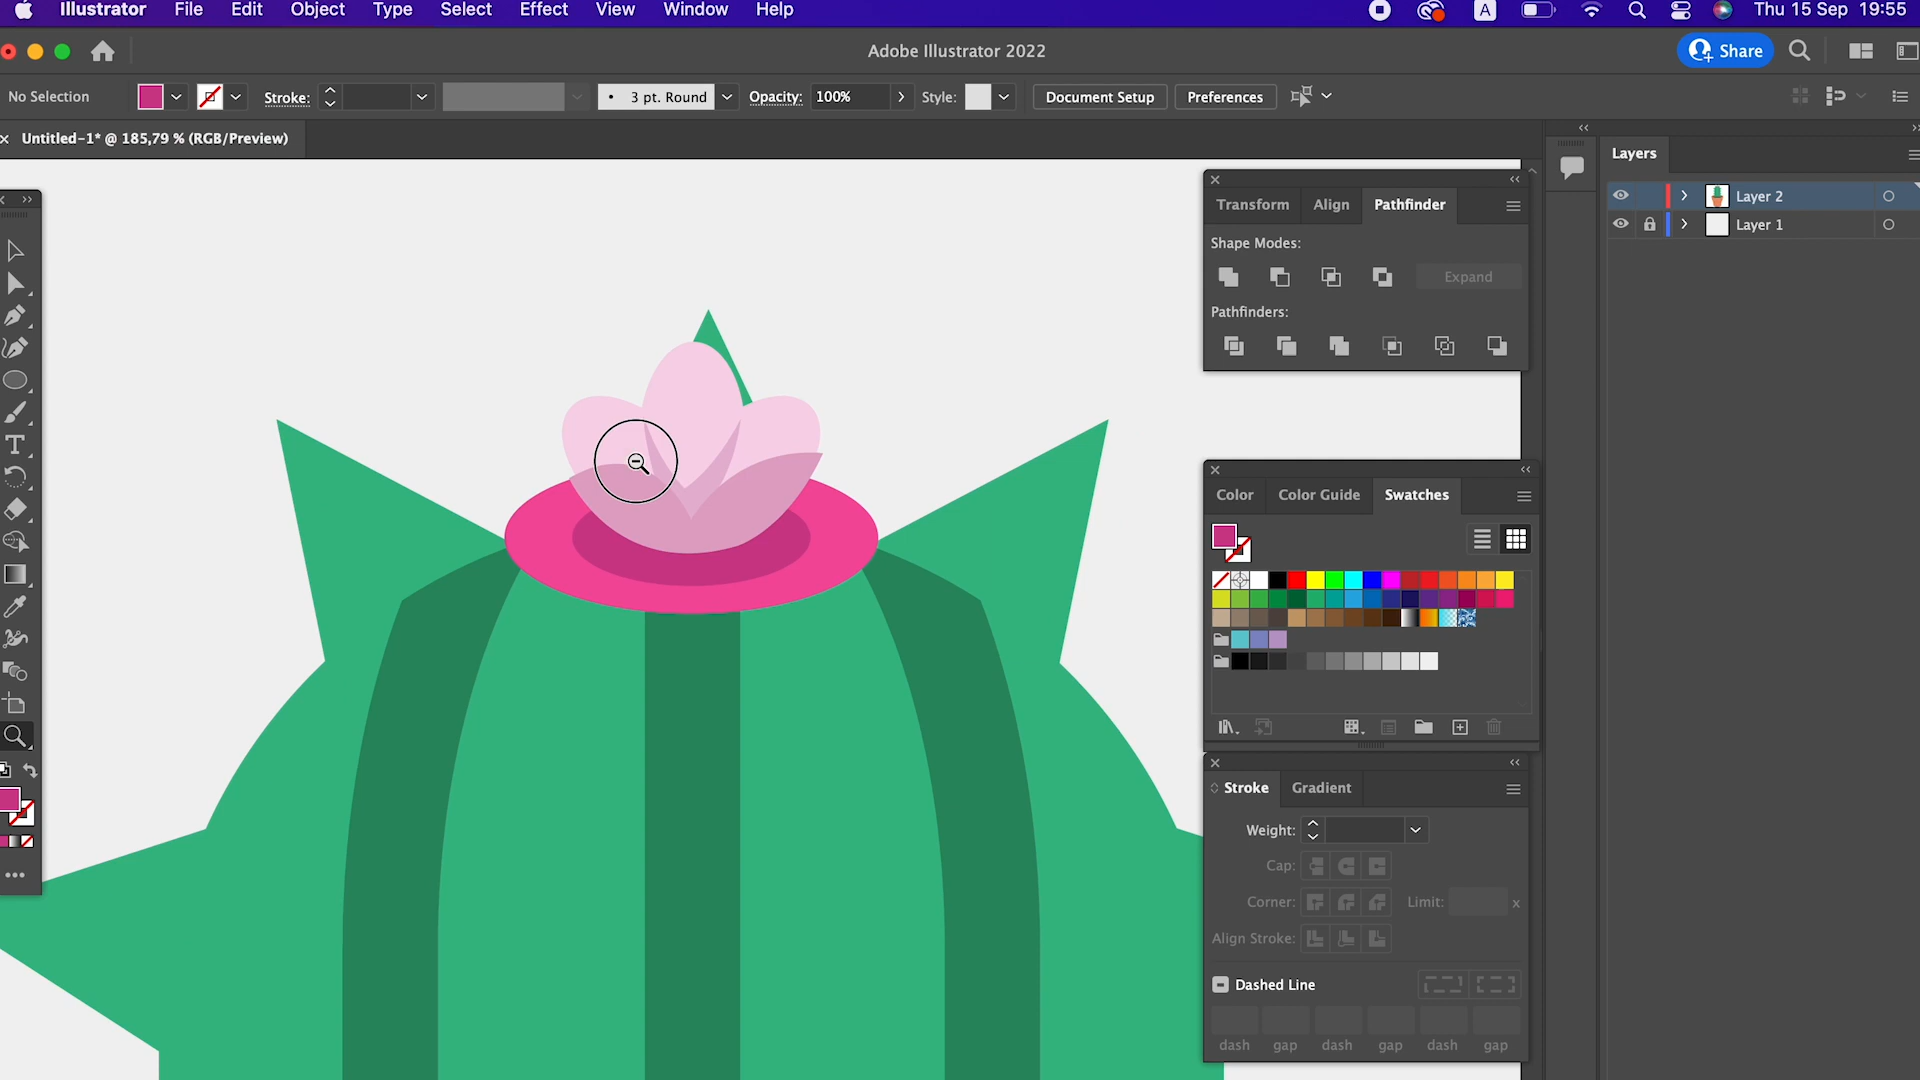 Illustrator File Edit Object Type Select Effect View Window Help A Thu 15 Sep 19:55
Adobe Illustrator 2022
Share
No Selection Stroke: 3 pt. Round Opacity: 100% Style: Document Setup Preferences
Untitled-1* @ 185,79 % (RGB/Preview)
Layers
Layer 2
Layer 1
Transform Align Pathfinder
Shape Modes:
Expand
Pathfinders:
Color Color Guide Swatches
Stroke Gradient
Weight:
Cap:
Corner: Limit: x
Align Stroke:
Dashed Line
dash gap dash gap dash gap